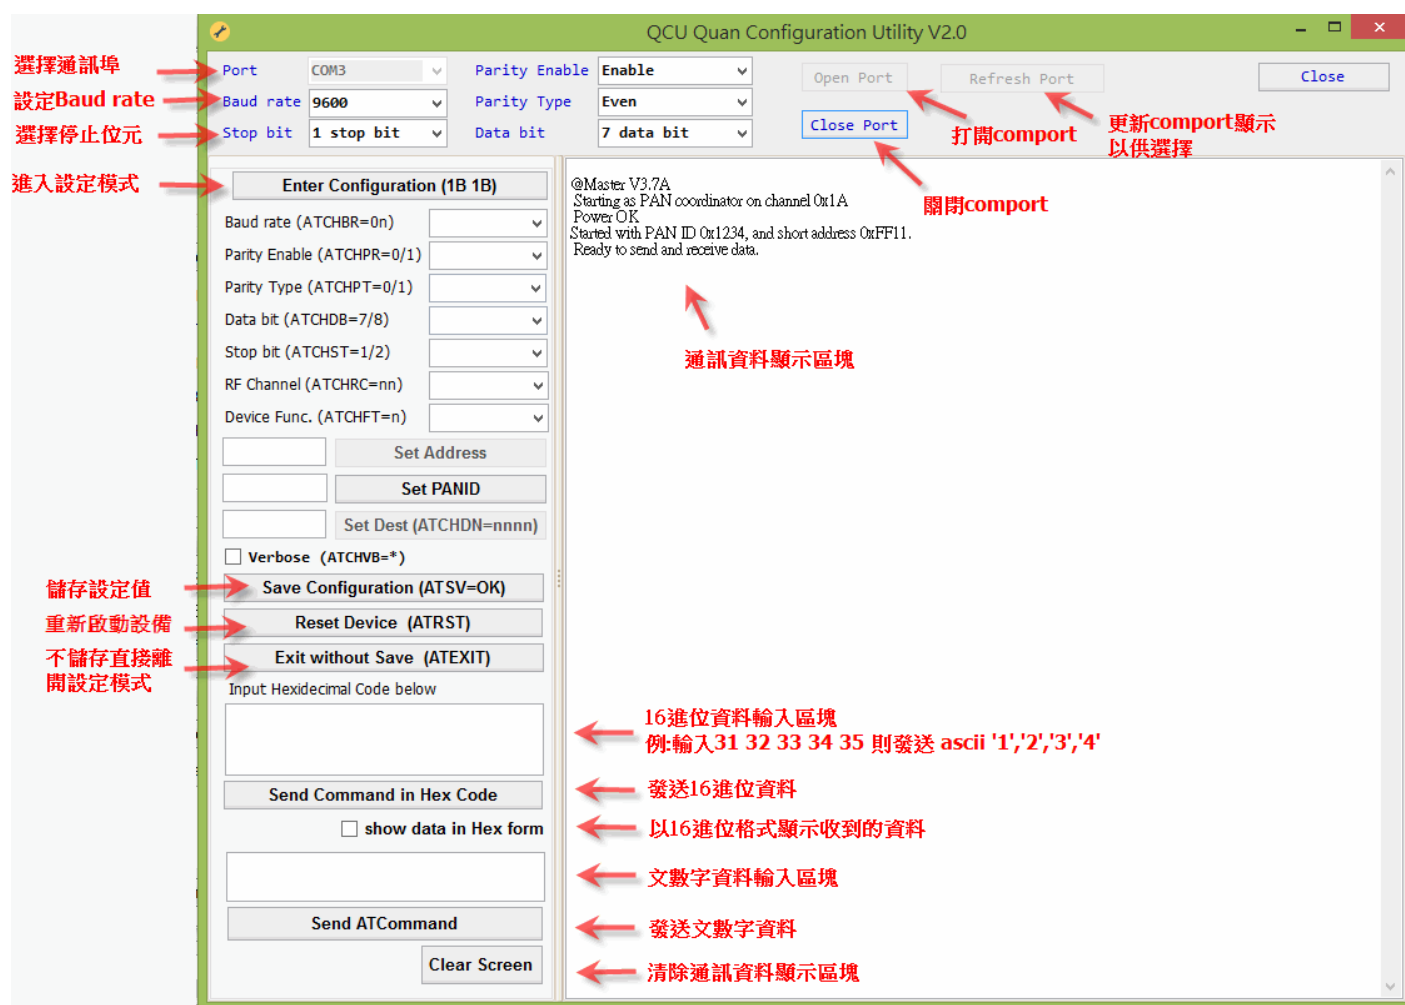 QCU Quan Configuration Utility V2.0
選擇通訊埠
Port
COM3
Parity Enable
Enable
Open Port
Refresh Port
Close
設定Baud rate
Baud rate
9600
Parity Type
Even
選擇停止位元
Stop bit
1 stop bit
Data bit
7 data bit
Close Port
打開comport
更新comport顯示
以供選擇
進入設定模式
Enter Configuration (1B 1B)
關閉comport
@Master V3.7A
Starting as PAN coordinator on channel 0x1A
Power OK
Started with PAN ID 0x1234, and short address 0xFF11.
Ready to send and receive data.
通訊資料顯示區塊
Baud rate (ATCHBR=0n)
Parity Enable (ATCHPR=0/1)
Parity Type (ATCHPT=0/1)
Data bit (ATCHDB=7/8)
Stop bit (ATCHST=1/2)
RF Channel (ATCHRC=nn)
Device Func. (ATCHFT=n)
Set Address
Set PANID
Set Dest (ATCHDN=nnnn)
Verbose (ATCHVB=*)
儲存設定值
Save Configuration (ATSV=OK)
重新啟動設備
Reset Device (ATRST)
不儲存直接離
開設定模式
Exit without Save (ATEXIT)
Input Hexidecimal Code below
16進位資料輸入區塊
例:輸入31 32 33 34 35 則發送 ascii '1','2','3','4'
Send Command in Hex Code
發送16進位資料
show data in Hex form
以16進位格式顯示收到的資料
文數字資料輸入區塊
Send ATCommand
發送文數字資料
Clear Screen
清除通訊資料顯示區塊